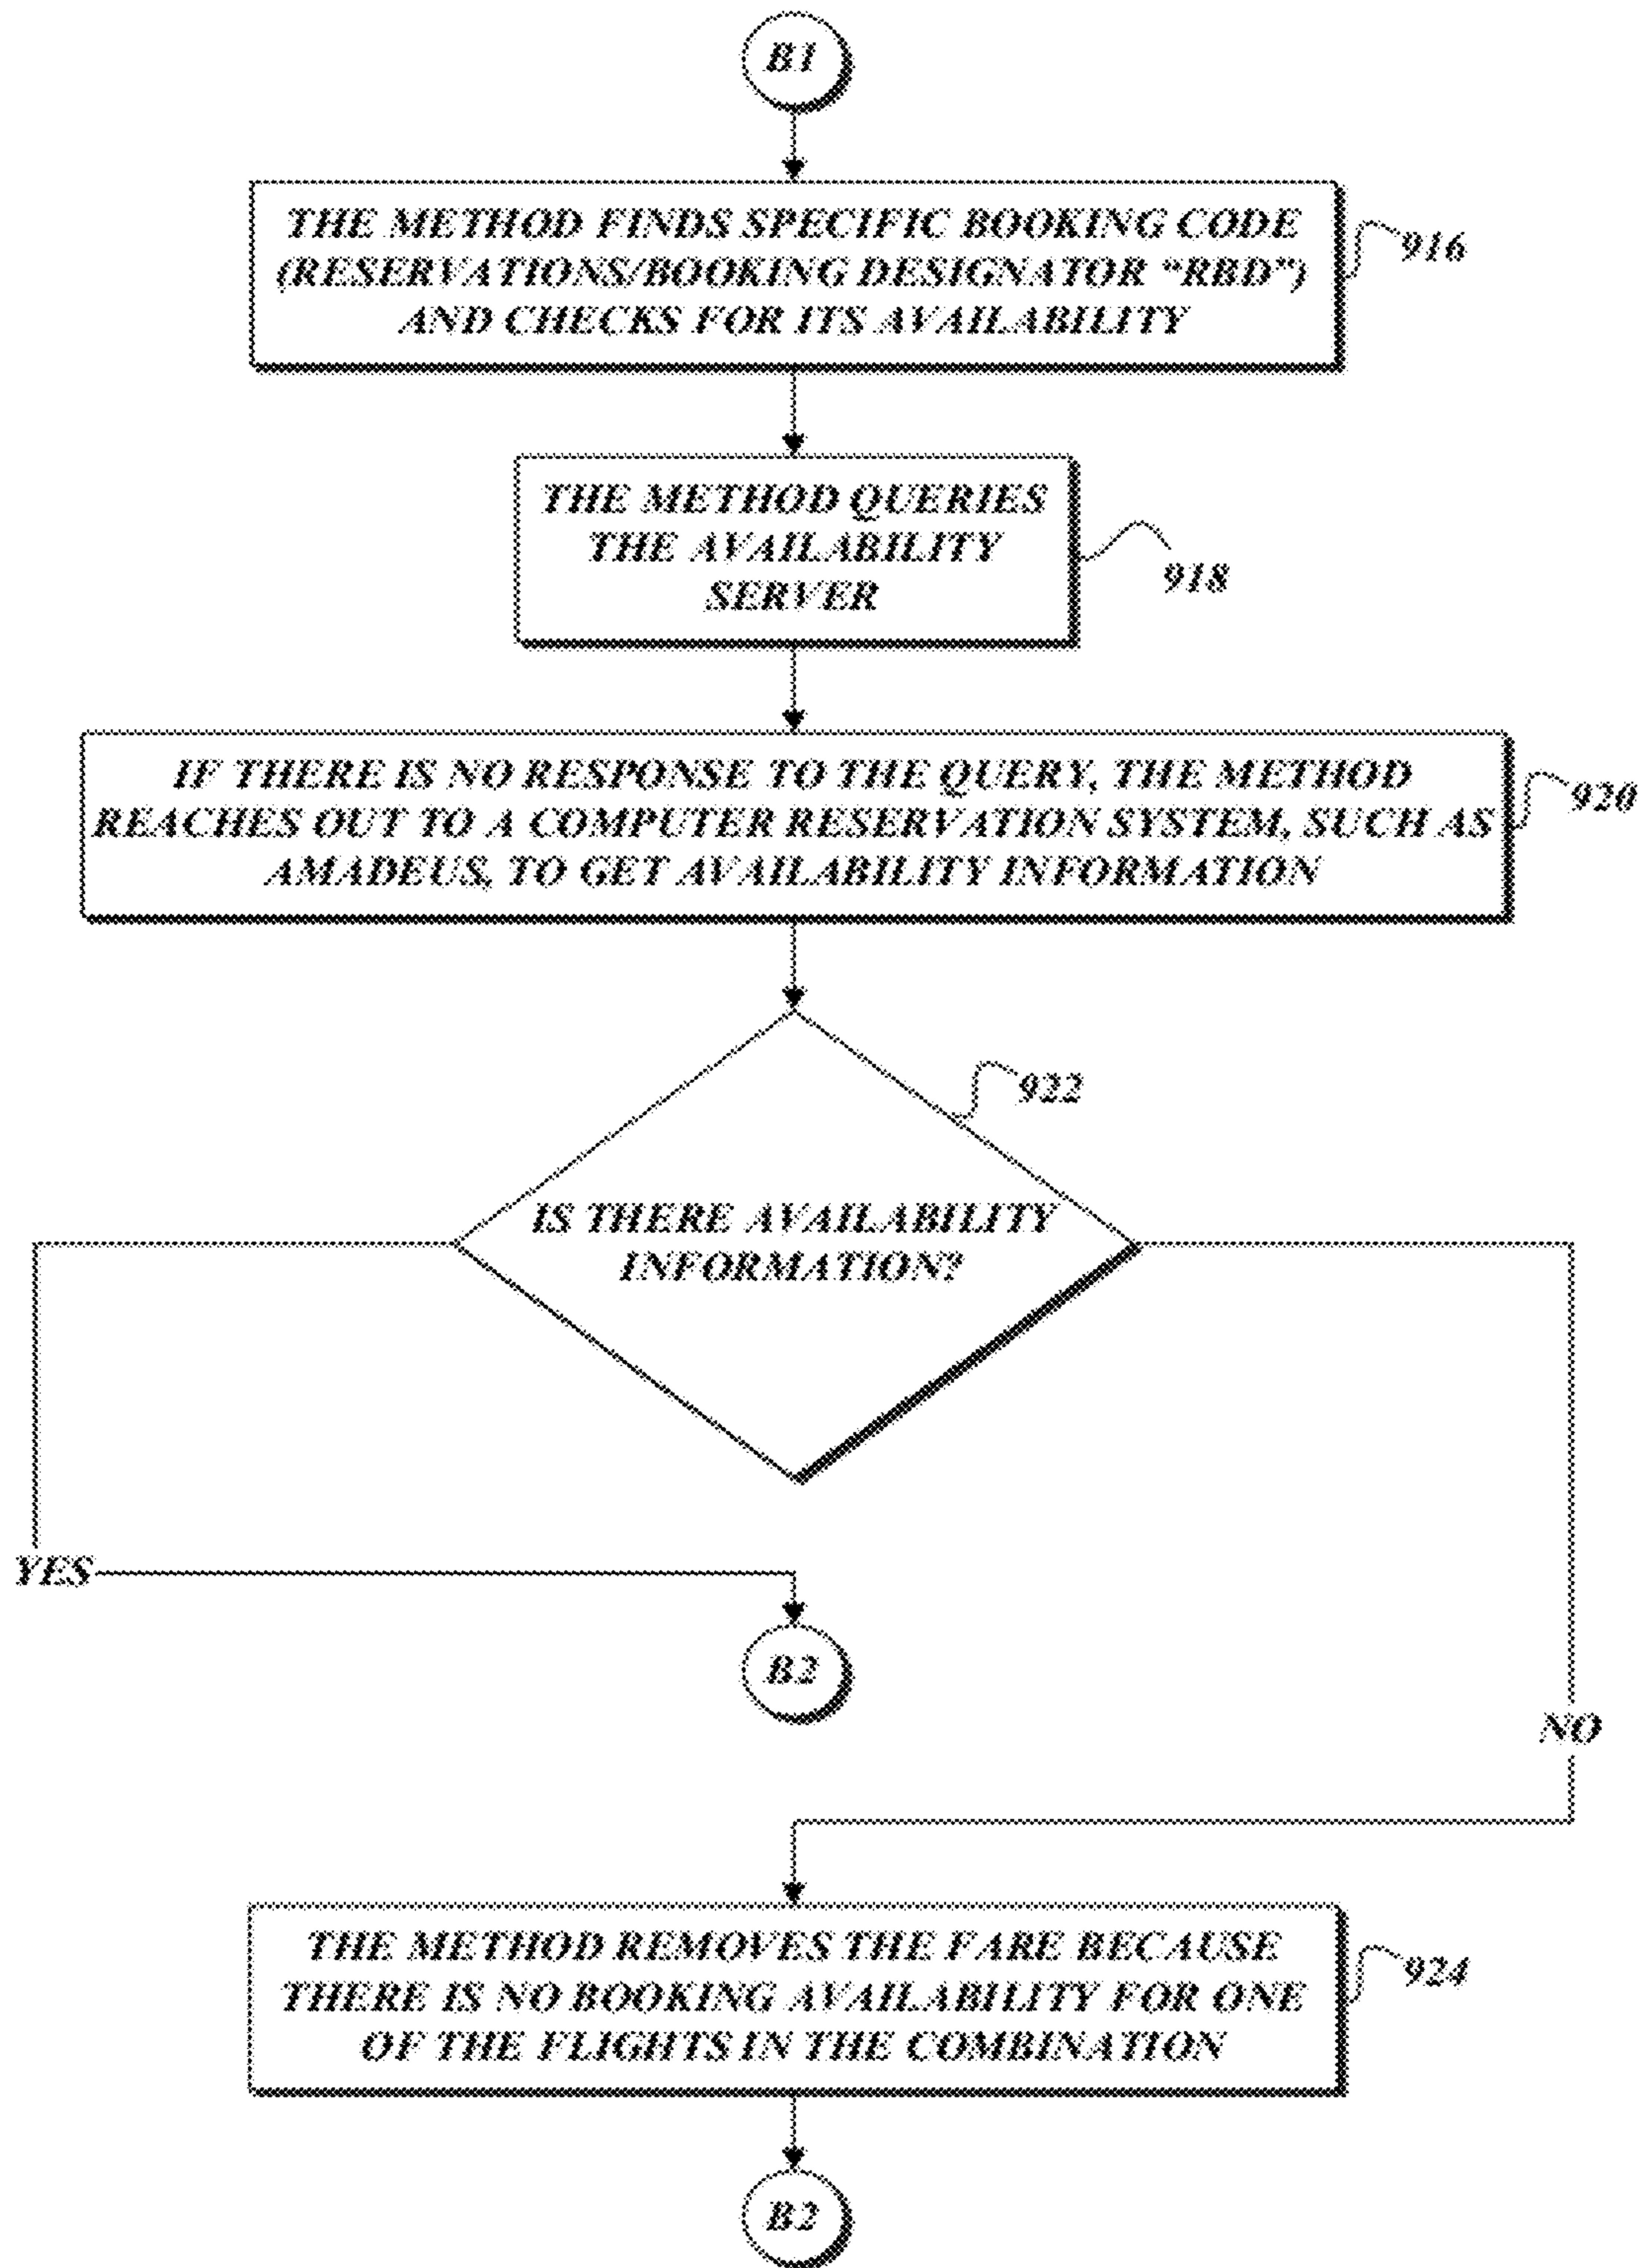 B1
THE METHOD FINDS SPECIFIC BOOKING CODE
(RESERVATIONS/BOOKING DESIGNATOR “RBD”)
AND CHECKS FOR ITS AVAILABILITY
916
THE METHOD QUERIES
THE AVAILABILITY
SERVER
918
IF THERE IS NO RESPONSE TO THE QUERY, THE METHOD
REACHES OUT TO A COMPUTER RESERVATION SYSTEM, SUCH AS
AMADEUS, TO GET AVAILABILITY INFORMATION
920
922
IS THERE AVAILABILITY
INFORMATION?
YES
B2
NO
THE METHOD REMOVES THE FARE BECAUSE
THERE IS NO BOOKING AVAILABILITY FOR ONE
OF THE FLIGHTS IN THE COMBINATION
924
B2